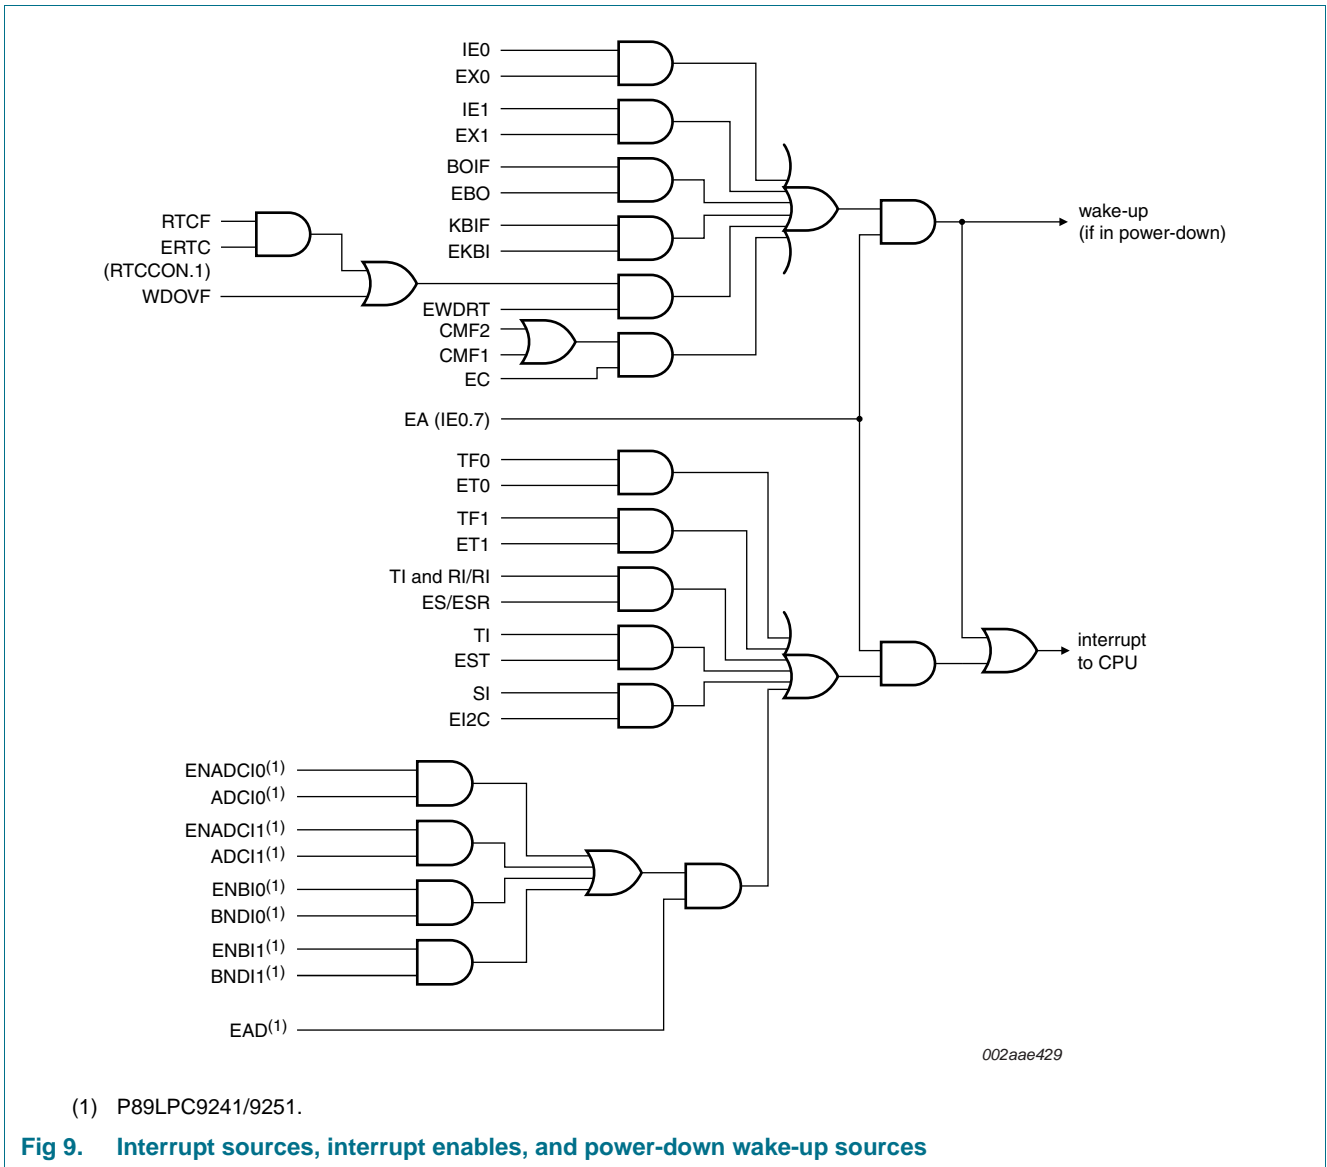 IE0
EX0
IE1
EX1
BOIF
EBO
KBIF
EKBI
RTCF
ERTC
(RTCCON.1)
WDOVF
EWDRT
CMF2
CMF1
EC
wake-up
(if in power-down)
EA (IE0.7)
TF0
ET0
TF1
ET1
TI and RI/RI
ES/ESR
TI
EST
SI
EI2C
interrupt
to CPU
ENADCI0(1)
ADCI0(1)
ENADCI1(1)
ADCI1(1)
ENBI0(1)
BNDI0(1)
ENBI1(1)
BNDI1(1)
EAD(1)
002aae429
(1) P89LPC9241/9251.
Fig 9. Interrupt sources, interrupt enables, and power-down wake-up sources